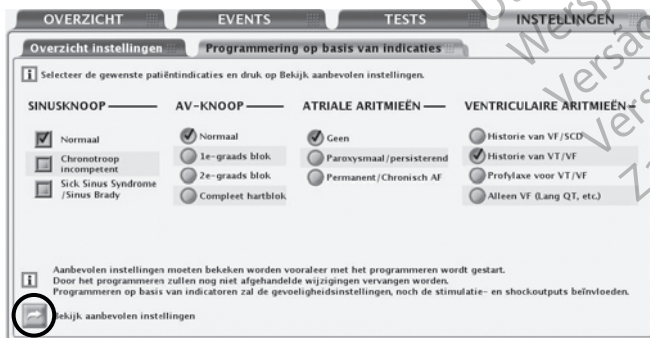 OVERZICHT EVENTS TESTS INSTELLINGEN
Overzicht instellingen Programmering op basis van indicaties
i Selecteer de gewenste patiëntindicaties en druk op Bekijk aanbevolen instellingen.
SINUSKNOOP
Normaal
Chronotroop
incompetent
Sick Sinus Syndrome
/Sinus Brady
AV-KNOOP
Normaal
1e-graads blok
2e-graads blok
Compleet hartblok
ATRIALE ARITMIEËN
Geen
Paroxysmaal/persisterend
Permanent/Chronisch AF
VENTRICULAIRE ARITMIEËN
Historie van VF/SCD
Historie van VT/VF
Profylaxe voor VT/VF
Alleen VF (Lang QT, etc.)
Aanbevolen instellingen moeten bekeken worden vooraleer met het programmeren wordt gestart.
i Door het programmeren zullen nog niet afgehandelde wijzigingen vervangen worden.
Programmeren op basis van indicatoren zal de gevoeligheidsinstellingen, noch de stimulatie- en shockoutputs beïnvloeden.
Bekijk aanbevolen instellingen